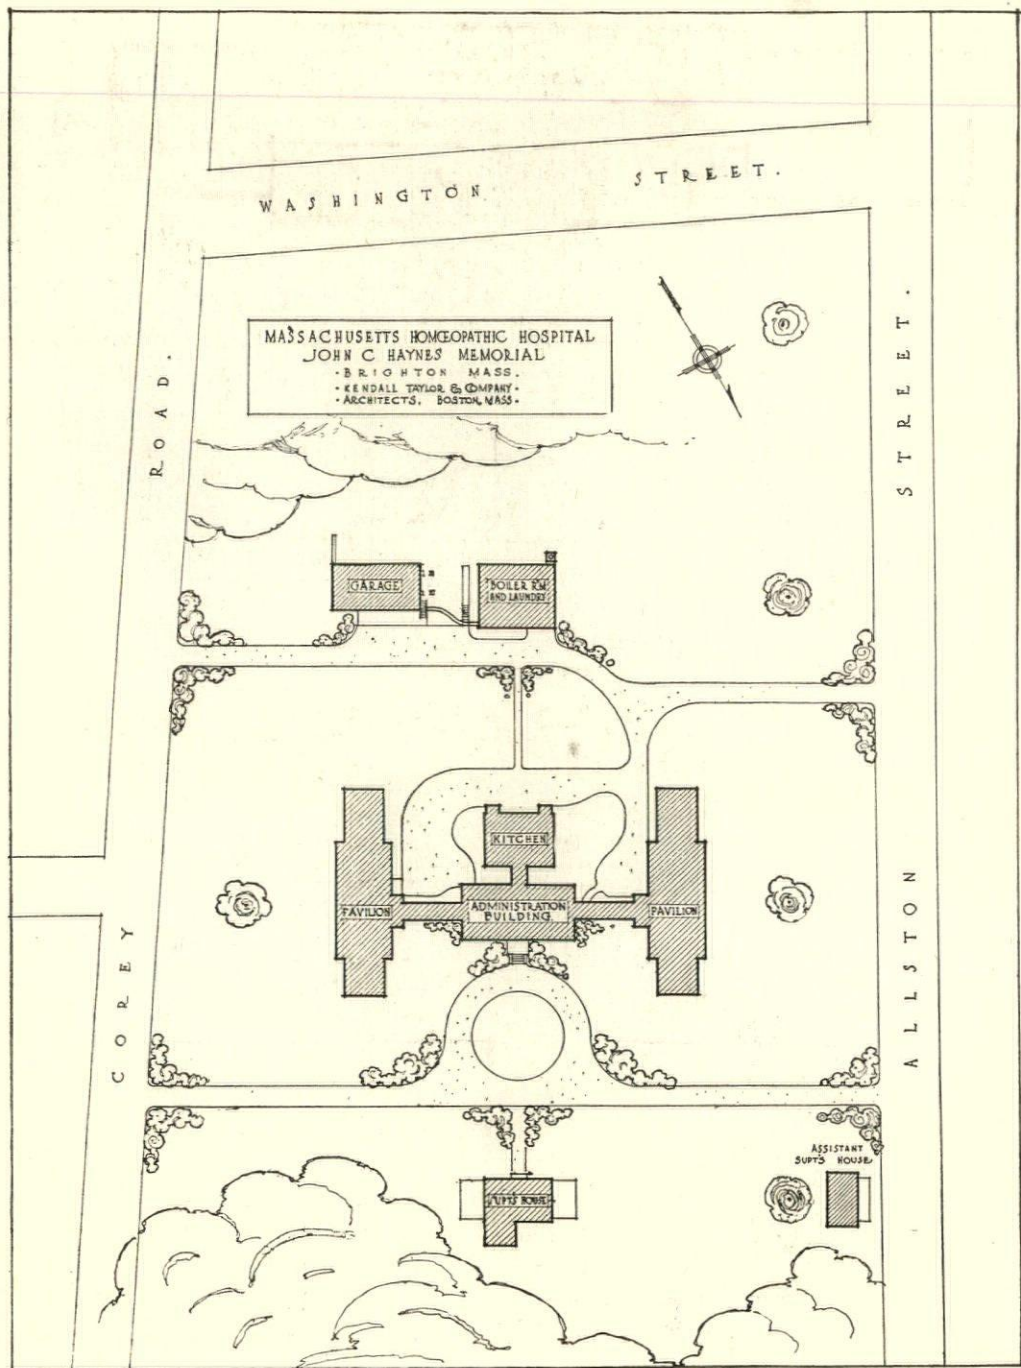 WASHINGTON STREET.
MASSACHUSETTS HOMŒOPATHIC HOSPITAL
JOHN C HAYNES MEMORIAL
·BRIGHTON MASS.
·KENDALL TAYLOR & COMPANY·
·ARCHITECTS, BOSTON, MASS·
COREY ROAD.
ALLSTON STREET.
GARAGE
BOILER RM
AND LAUNDRY
KITCHEN
PAVILION
ADMINISTRATION
BUILDING
PAVILION
ASSISTANT
SUPT'S HOUSE
SUPT'S HOUSE